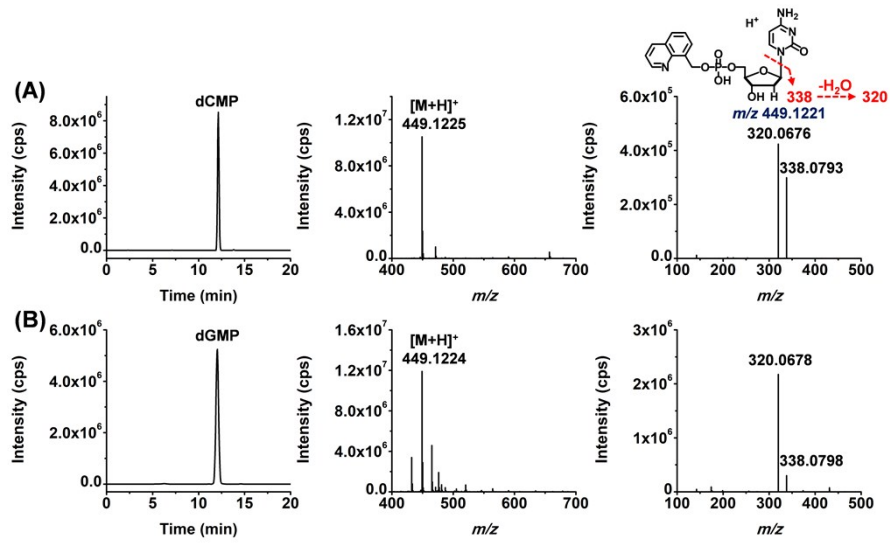 H⁺
NH₂
N
N
O
N
O
O
P
O
OH
O
OH
H
338
-H₂O
320
m/z 449.1221
(A)
dCMP
8.0x10⁶
6.0x10⁶
4.0x10⁶
2.0x10⁶
0.0
0 5 10 15 20
Time (min)
Intensity (cps)
[M+H]⁺
449.1225
1.2x10⁷
8.0x10⁶
4.0x10⁶
0.0
400 500 600 700
m/z
Intensity (cps)
320.0676
338.0793
6.0x10⁵
4.0x10⁵
2.0x10⁵
0.0
100 200 300 400 500
m/z
Intensity (cps)
(B)
dGMP
6.0x10⁶
4.0x10⁶
2.0x10⁶
0.0
0 5 10 15 20
Time (min)
Intensity (cps)
[M+H]⁺
449.1224
1.6x10⁷
1.2x10⁷
8.0x10⁶
4.0x10⁶
0.0
400 500 600 700
m/z
Intensity (cps)
320.0678
338.0798
3x10⁶
2x10⁶
1x10⁶
0
100 200 300 400 500
m/z
Intensity (cps)